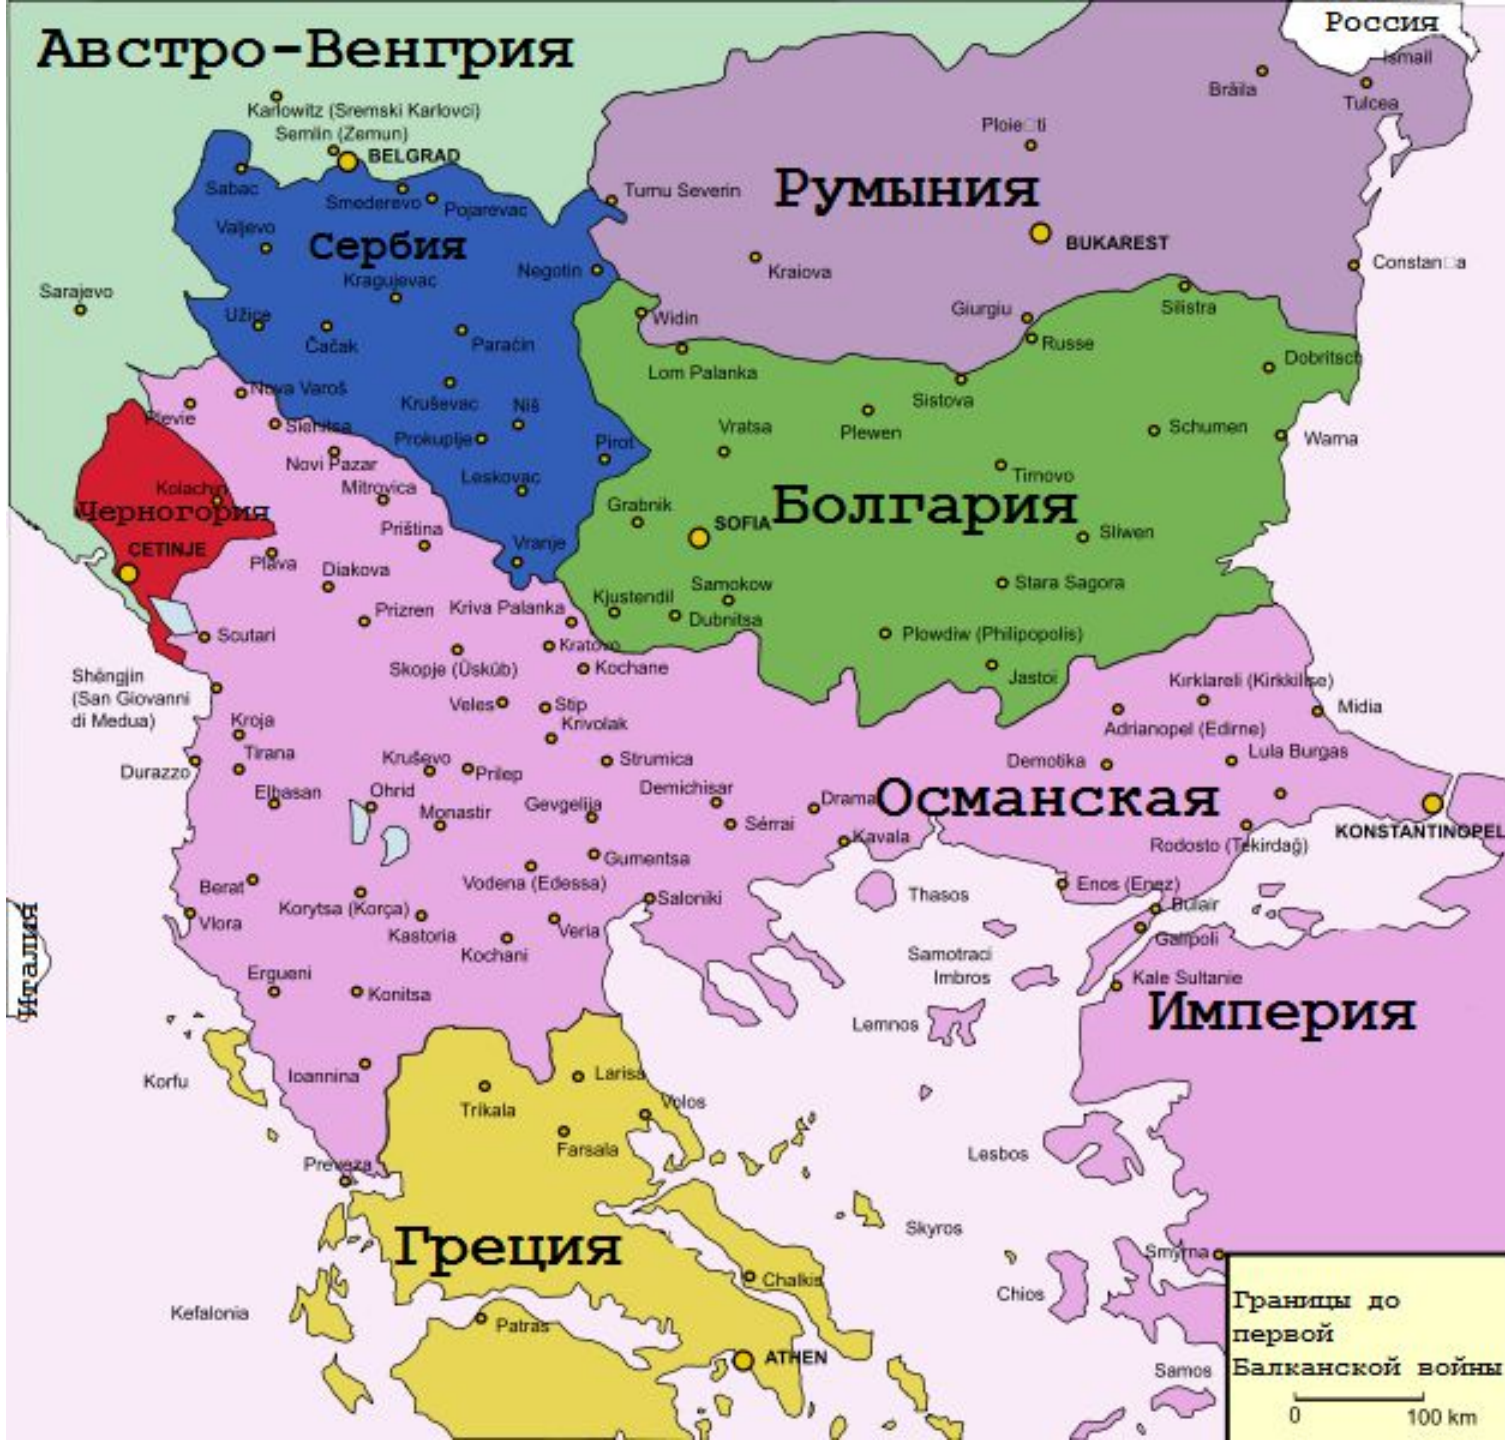 Россия
Австро-Венгрия
Ismail
Brăila
Tulcea
Karlowitz (Sremski Karlovci)
Semlin (Zemun)
BELGRAD
Ploie□ti
Sabac
Smederevo
Pojarevac
Turnu Severin
Румыния
Valjevo
Сербия
BUKAREST
Negotin
Kraiova
Constan□a
Kragujevac
Sarajevo
Užice
Widin
Giurgiu
Silistra
Čačak
Paraćin
Russe
Lom Palanka
Dobritsch
Nova Varoš
Kruševac
Niš
Sistova
Plevie
Sienitsa
Prokuplje
Pirot
Vratsa
Plewen
Schumen
Warna
Novi Pazar
Mitrovica
Leskovac
Tirnovo
Kolachin
Черногория
Grabnik
SOFIA
Болгария
Priština
Sliwen
CETINJE
Vranje
Plava
Diakova
Samokow
Stara Sagora
Kjustendil
Prizren
Kriva Palanka
Dubnitsa
Scutari
Plowdiw (Philipopolis)
Kratovo
Skopje (Üsküb)
Kochane
Jastoi
Shëngjin
(San Giovanni
di Medua)
Kırklareli (Kirkkilise)
Veles
Stip
Midia
Kroja
Krivolak
Adrianopel (Edirne)
Tirana
Kruševo
Strumica
Demotika
Lula Burgas
Durazzo
Prilep
Elbasan
Ohrid
Demichisar
Monastir
Gevgelija
Drama
Османская
Sérrai
Kavala
KONSTANTINOPEL
Rodosto (Tekirdağ)
Gumentsa
Berat
Vodena (Edessa)
Enos (Enez)
Saloniki
Thasos
Korytsa (Korça)
Bulair
Vlora
Kastoria
Veria
Galipoli
Италия
Kochani
Samotraci
Ergueni
Imbros
Kale Sultanie
Konitsa
Империя
Lemnos
Korfu
Ioannina
Larisa
Trikala
Volos
Farsala
Lesbos
Preveza
Skyros
Греция
Smyrna
Chalkis
Chios
Kefalonia
Patras
Границы до
первой
Балканской войны
ATHEN
Samos
0 100 km